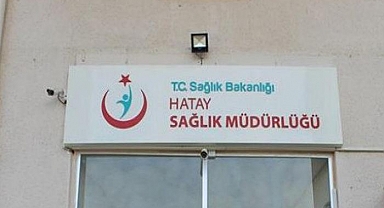 T.C. Sağlık Bakanlığı
HATAY
SAĞLIK MÜDÜRLÜĞÜ